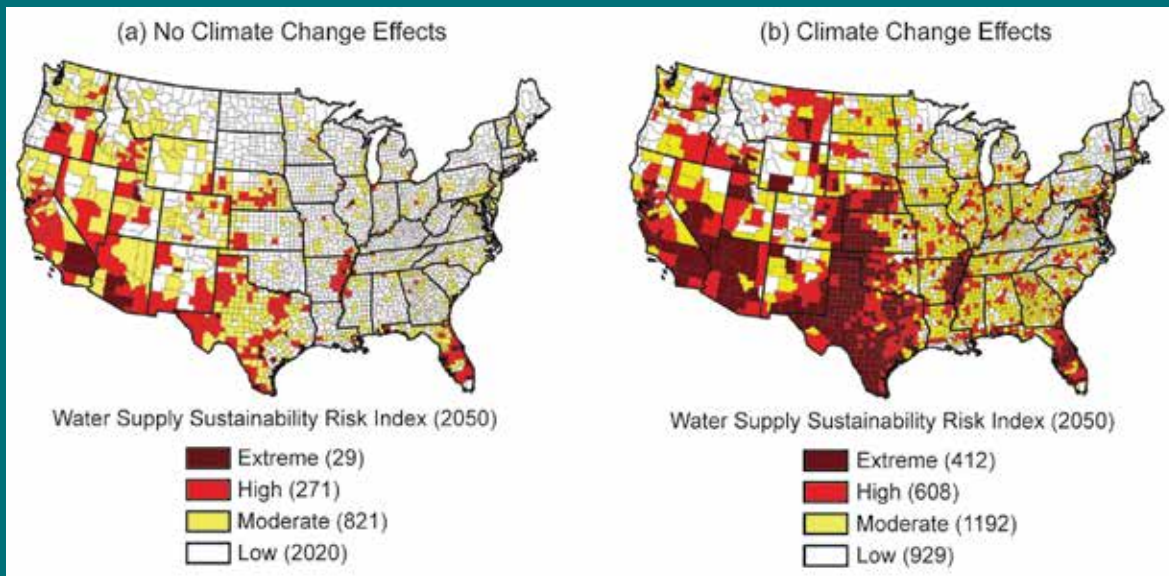 (a) No Climate Change Effects
Water Supply Sustainability Risk Index (2050)
Extreme (29)
High (271)
Moderate (821)
Low (2020)
(b) Climate Change Effects
Water Supply Sustainability Risk Index (2050)
Extreme (412)
High (608)
Moderate (1192)
Low (929)